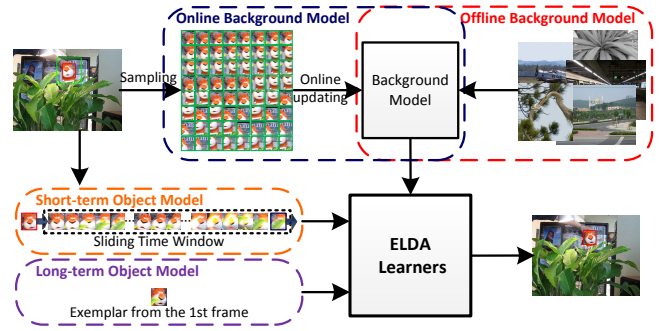 Online Background Model
Offline Background Model
Sampling
Online
updating
Background
Model
Short-term Object Model
Sliding Time Window
ELDA
Learners
Long-term Object Model
Exemplar from the 1st frame